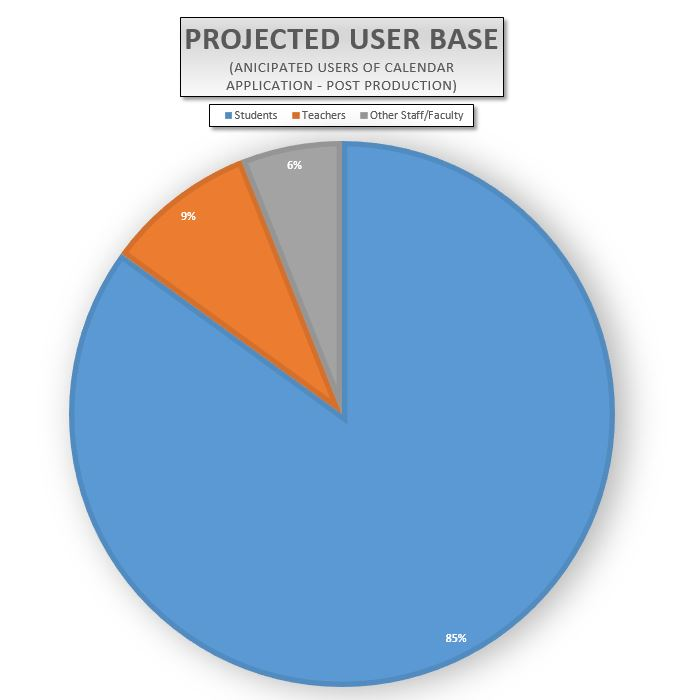 PROJECTED USER BASE
(ANICIPATED USERS OF CALENDAR
APPLICATION - POST PRODUCTION)
Students Teachers Other Staff/Faculty
6%
9%
85%